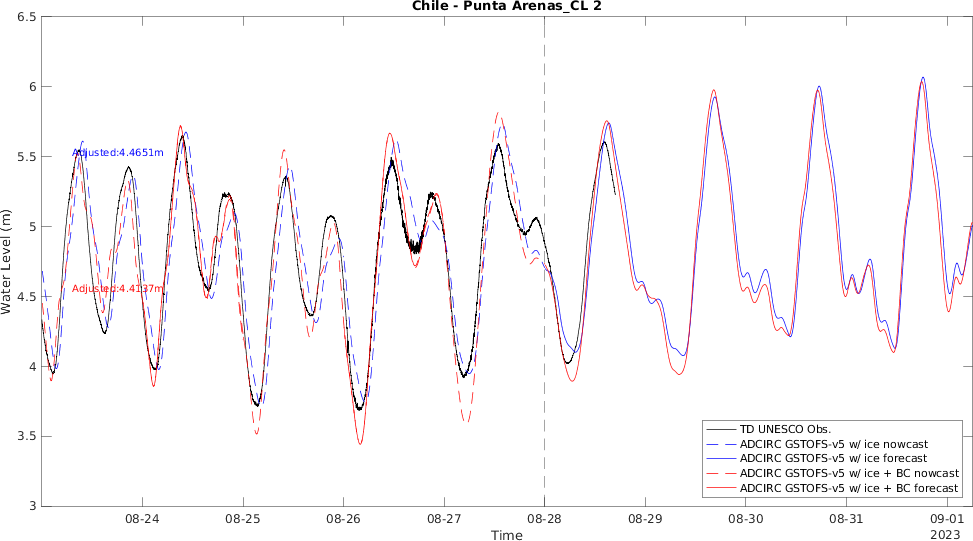 Chile - Punta Arenas_CL 2
6.5
6
5.5
5
4.5
4
3.5
3
Water Level (m)
Adjusted:4.4651m
Adjusted:4.4137m
TD UNESCO Obs.
ADCIRC GSTOFS-v5 w/ ice nowcast
ADCIRC GSTOFS-v5 w/ ice forecast
ADCIRC GSTOFS-v5 w/ ice + BC nowcast
ADCIRC GSTOFS-v5 w/ ice + BC forecast
08-24 08-25 08-26 08-27 08-28 08-29 08-30 08-31 09-01
Time 2023